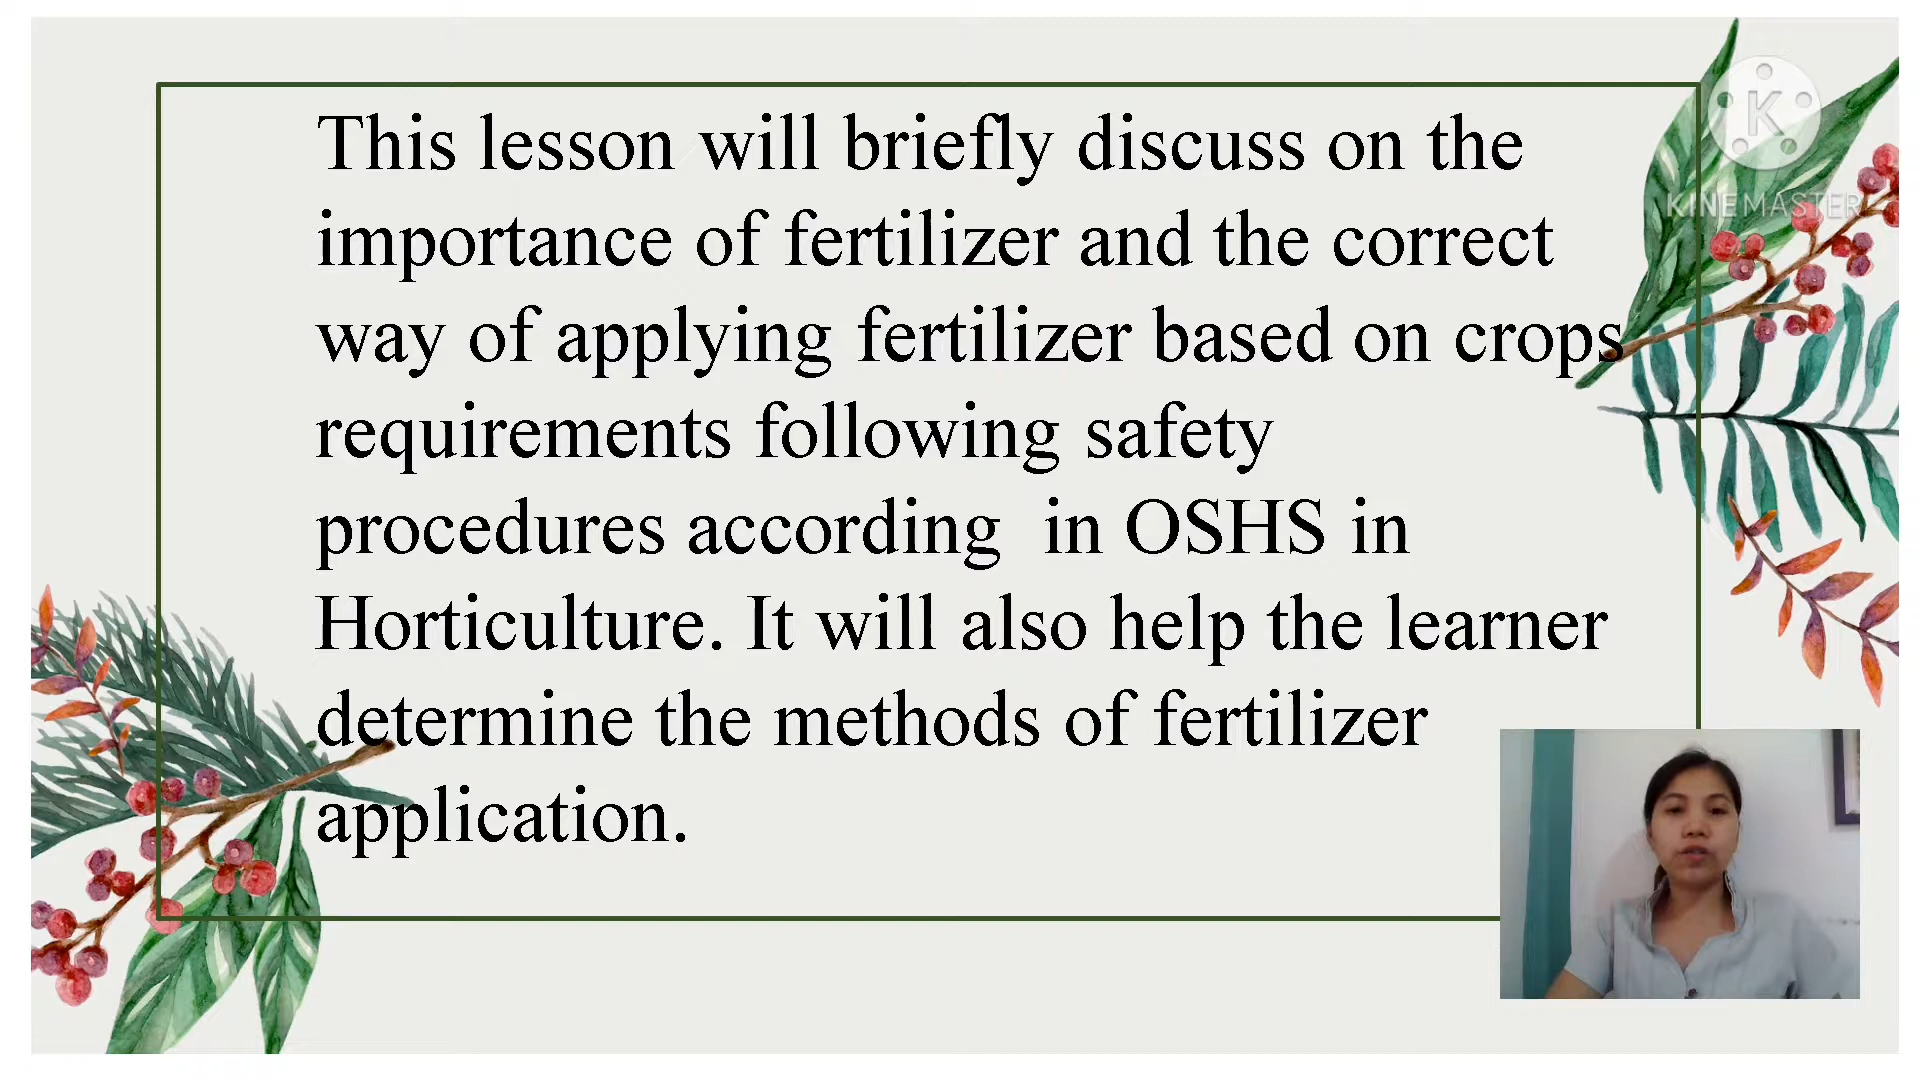 This lesson will briefly discuss on the
importance of fertilizer and the correct
way of applying fertilizer based on crops
requirements following safety
procedures according  in OSHS in
Horticulture. It will also help the learner
determine the methods of fertilizer
application.
K
KINEMASTER